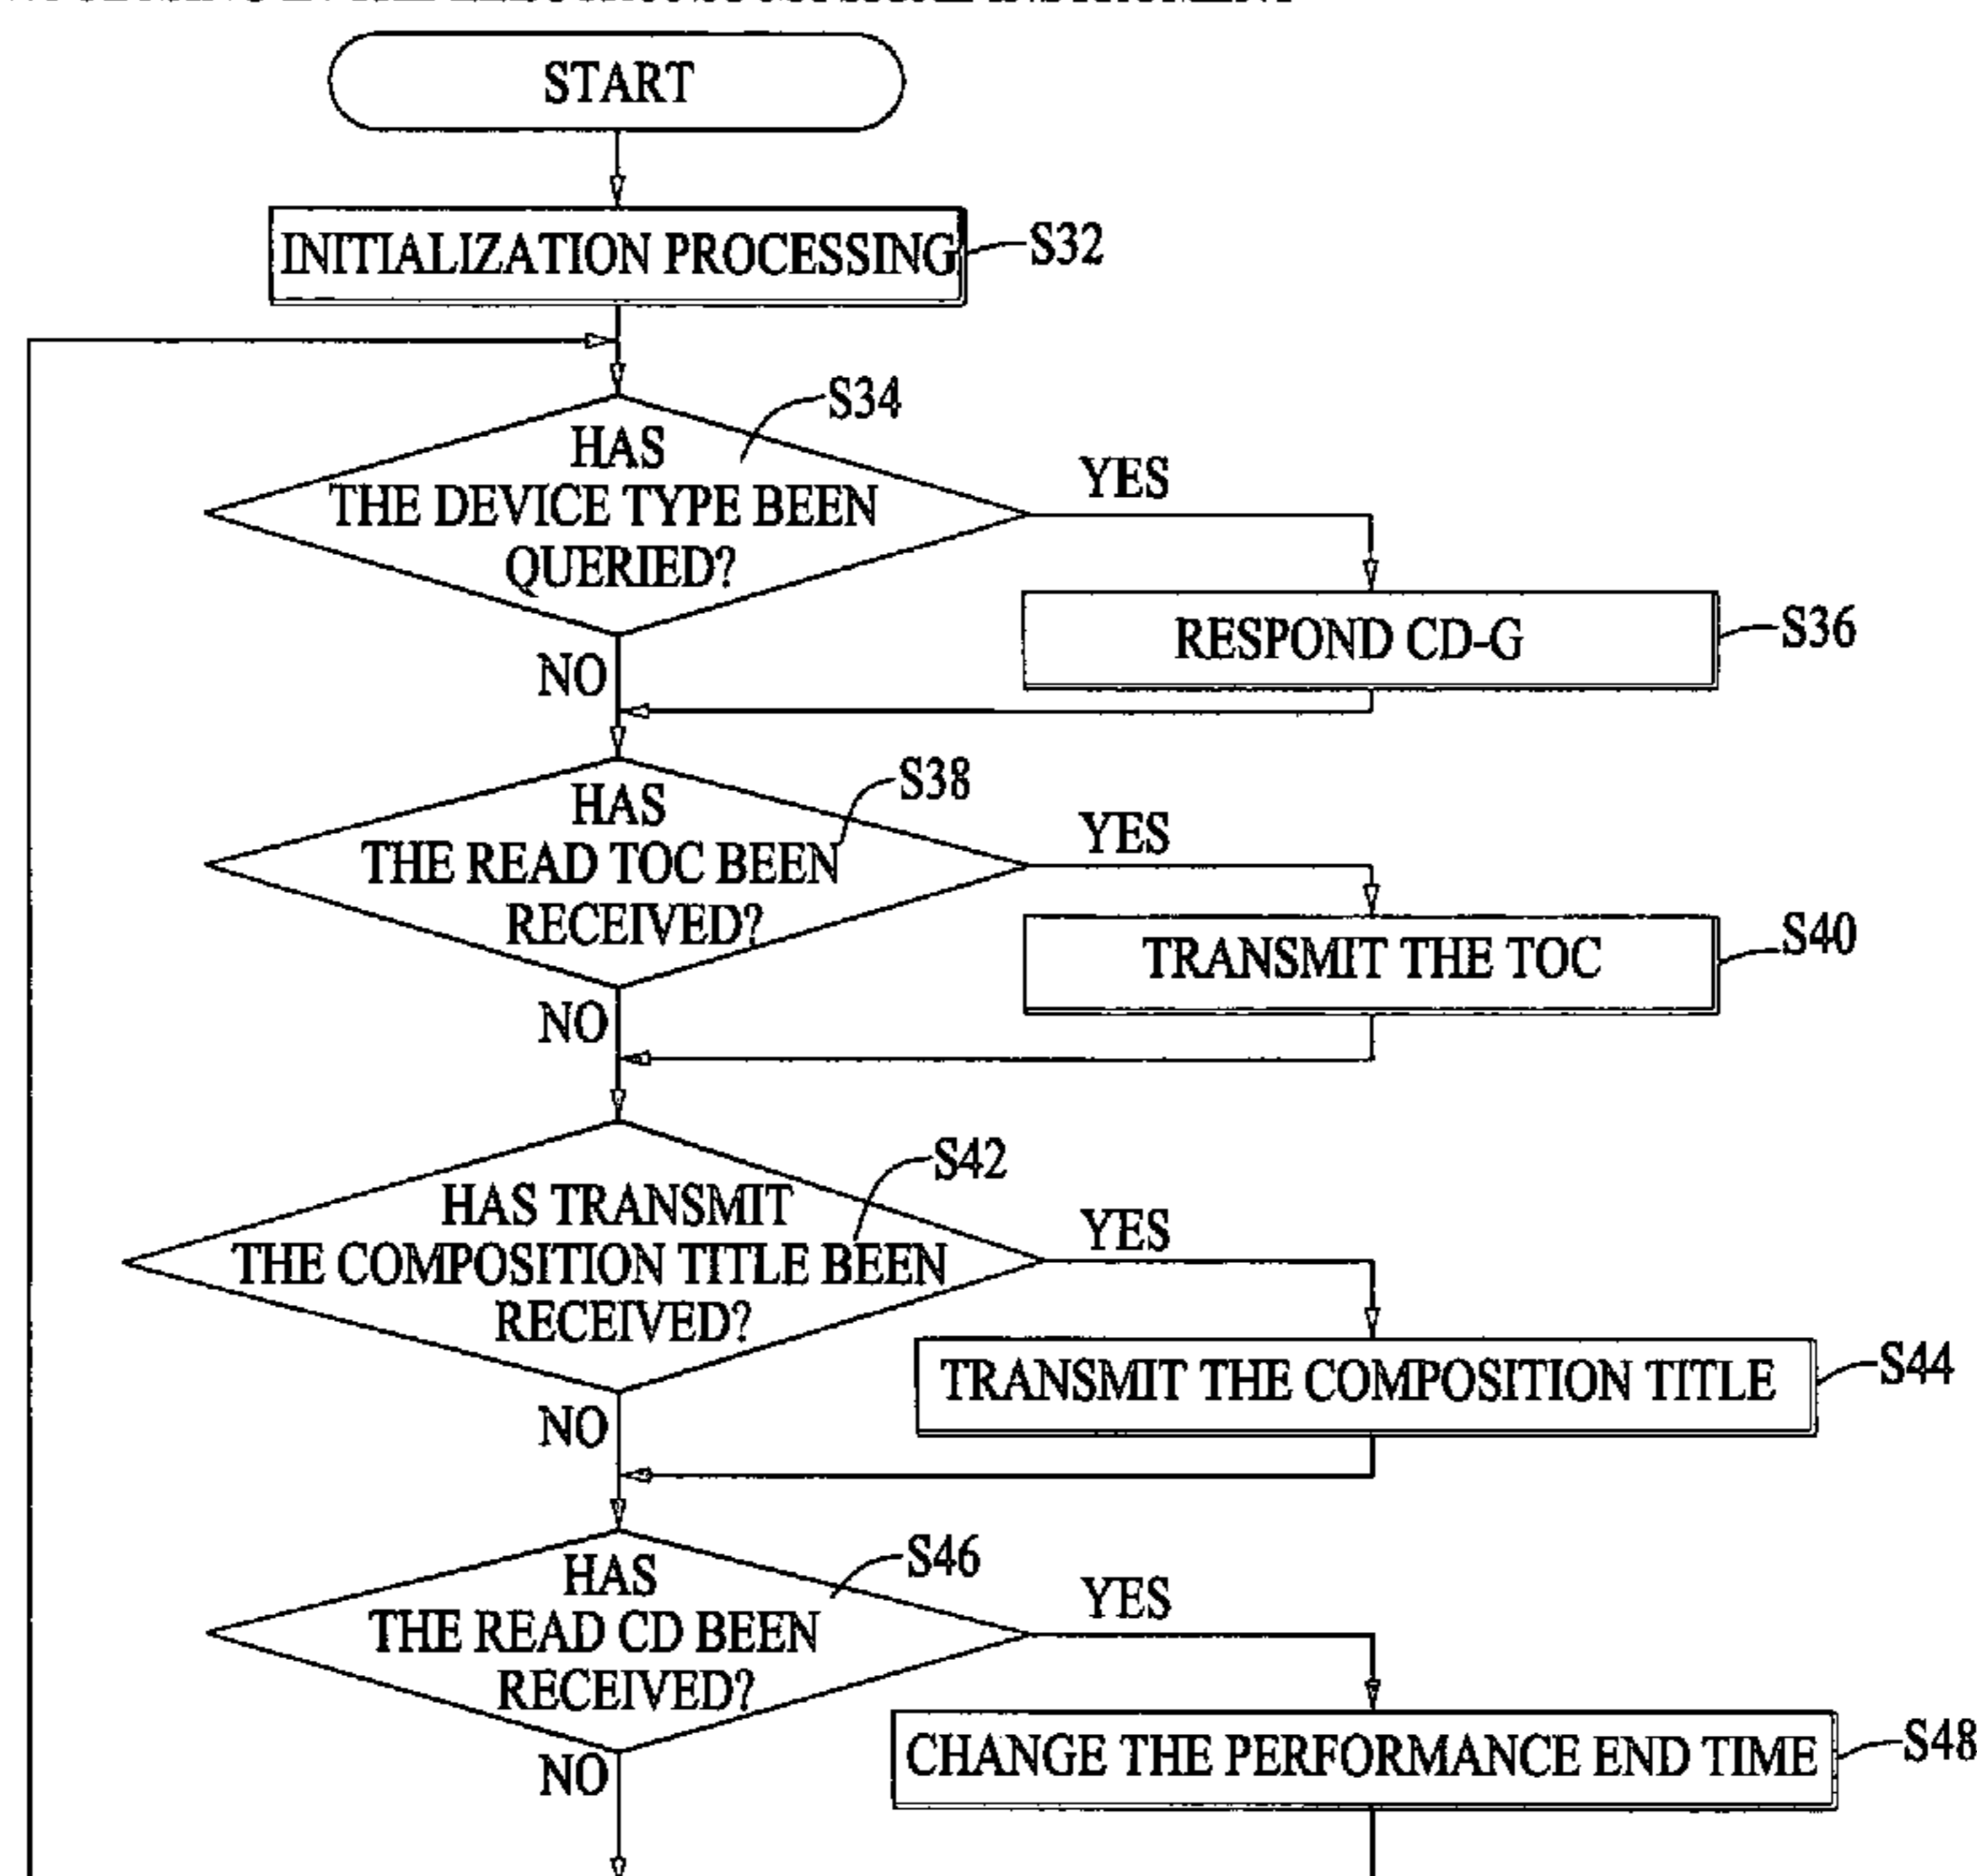 START
INITIALIZATION PROCESSING
S32
S34
HAS
THE DEVICE TYPE BEEN
QUERIED?
YES
NO
RESPOND CD-G
S36
S38
HAS
THE READ TOC BEEN
RECEIVED?
YES
NO
TRANSMIT THE TOC
S40
S42
HAS TRANSMIT
THE COMPOSITION TITLE BEEN
RECEIVED?
YES
NO
TRANSMIT THE COMPOSITION TITLE
S44
S46
HAS
THE READ CD BEEN
RECEIVED?
YES
NO
CHANGE THE PERFORMANCE END TIME
S48